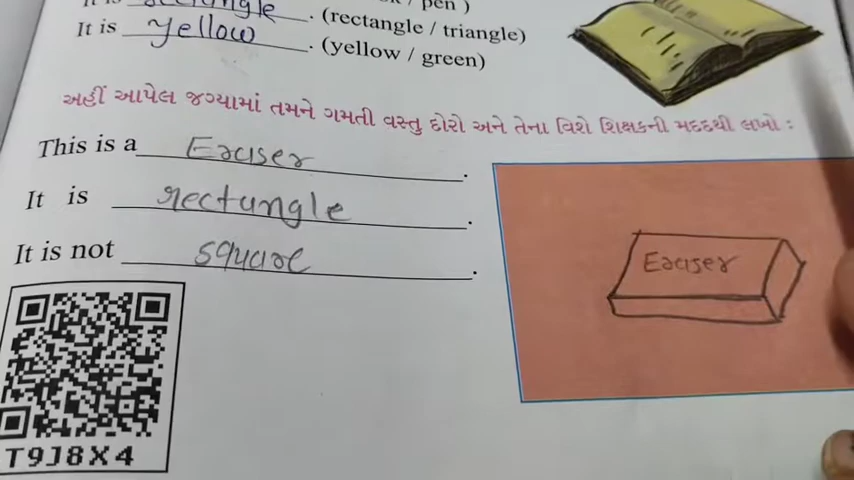 rectangle . (rectangle / triangle)
It is yellow . (yellow / green)
અહીં આપેલ જગ્યામાં તમને ગમતી વસ્તુ દોરો અને તેના વિશે શિક્ષકની મદદથી લખો :
This is a Eraser .
It is rectangle .
It is not square .
Eraser
T9J8X4